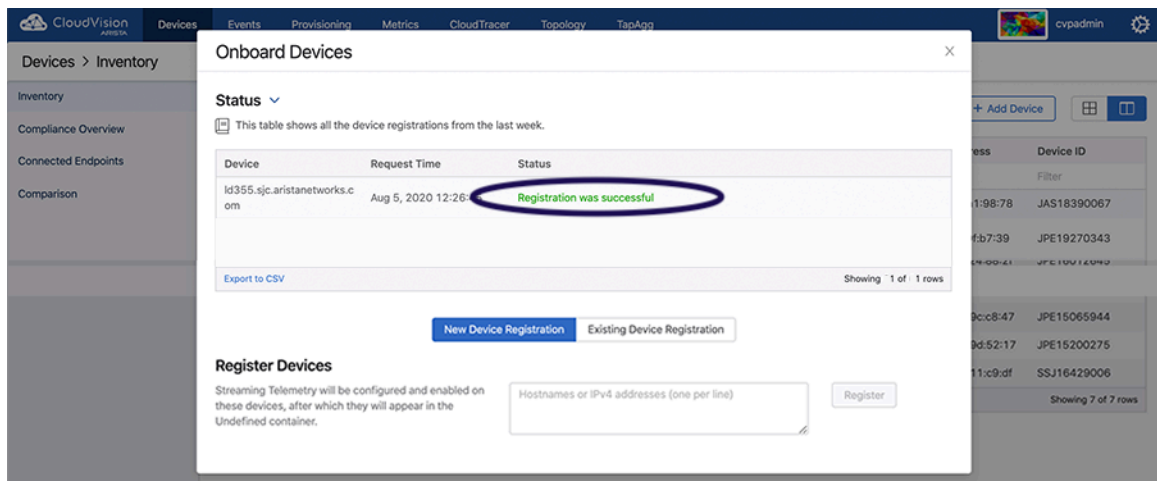 CloudVision
ARISTA
Devices Events Provisioning Metrics CloudTracer Topology TapAgg cvpadmin
Devices > Inventory
Inventory
Compliance Overview
Connected Endpoints
Comparison
Onboard Devices
Status
This table shows all the device registrations from the last week.
Device Request Time Status
ld355.sjc.aristanetworks.c
om
Aug 5, 2020 12:26: Registration was successful
Export to CSV Showing 1 of 1 rows
New Device Registration Existing Device Registration
Register Devices
Streaming Telemetry will be configured and enabled on
these devices, after which they will appear in the
Undefined container.
Hostnames or IPv4 addresses (one per line)
Register
+ Add Device
ess Device ID
Filter
1:98:78 JAS18390067
f:b7:39 JPE19270343
9c:c8:47 JPE15065944
9d:52:17 JPE15200275
11:c9:df SSJ16429006
Showing 7 of 7 rows